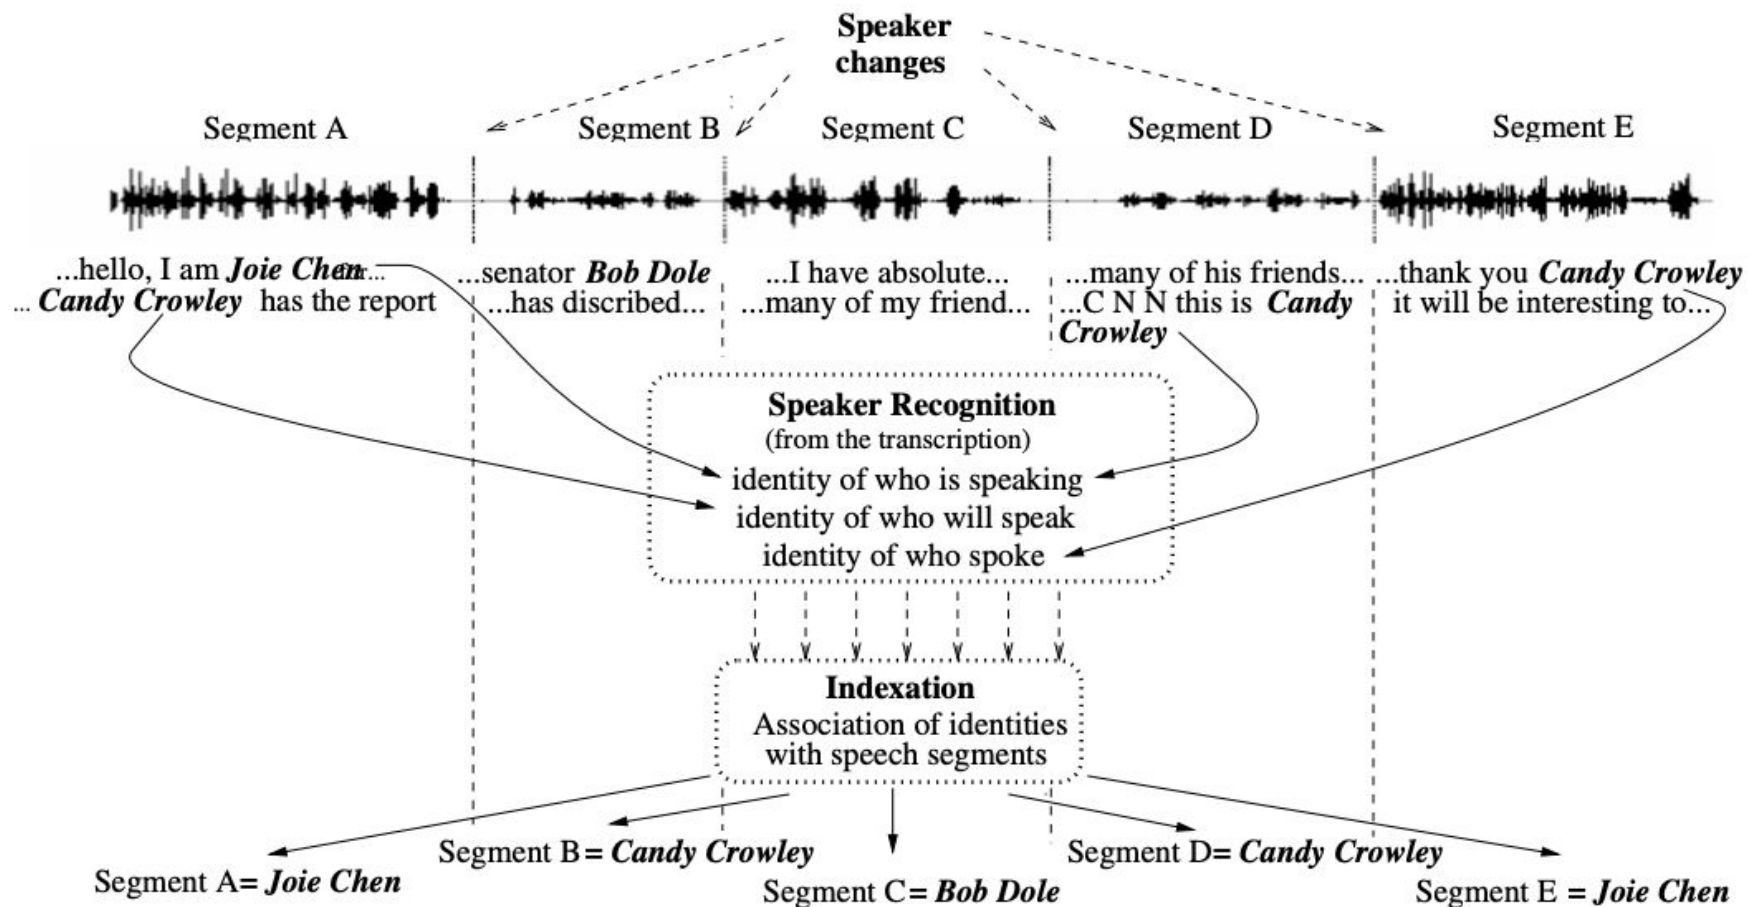 Speaker
changes
Segment A
Segment B
Segment C
Segment D
Segment E
...hello, I am Joie Chen...
... Candy Crowley has the report
...senator Bob Dole
...has discribed...
...I have absolute...
...many of my friend...
...many of his friends...
...C N N this is Candy
Crowley
...thank you Candy Crowley
it will be interesting to...
Speaker Recognition
(from the transcription)
identity of who is speaking
identity of who will speak
identity of who spoke
Indexation
Association of identities
with speech segments
Segment A= Joie Chen
Segment B= Candy Crowley
Segment C= Bob Dole
Segment D= Candy Crowley
Segment E = Joie Chen